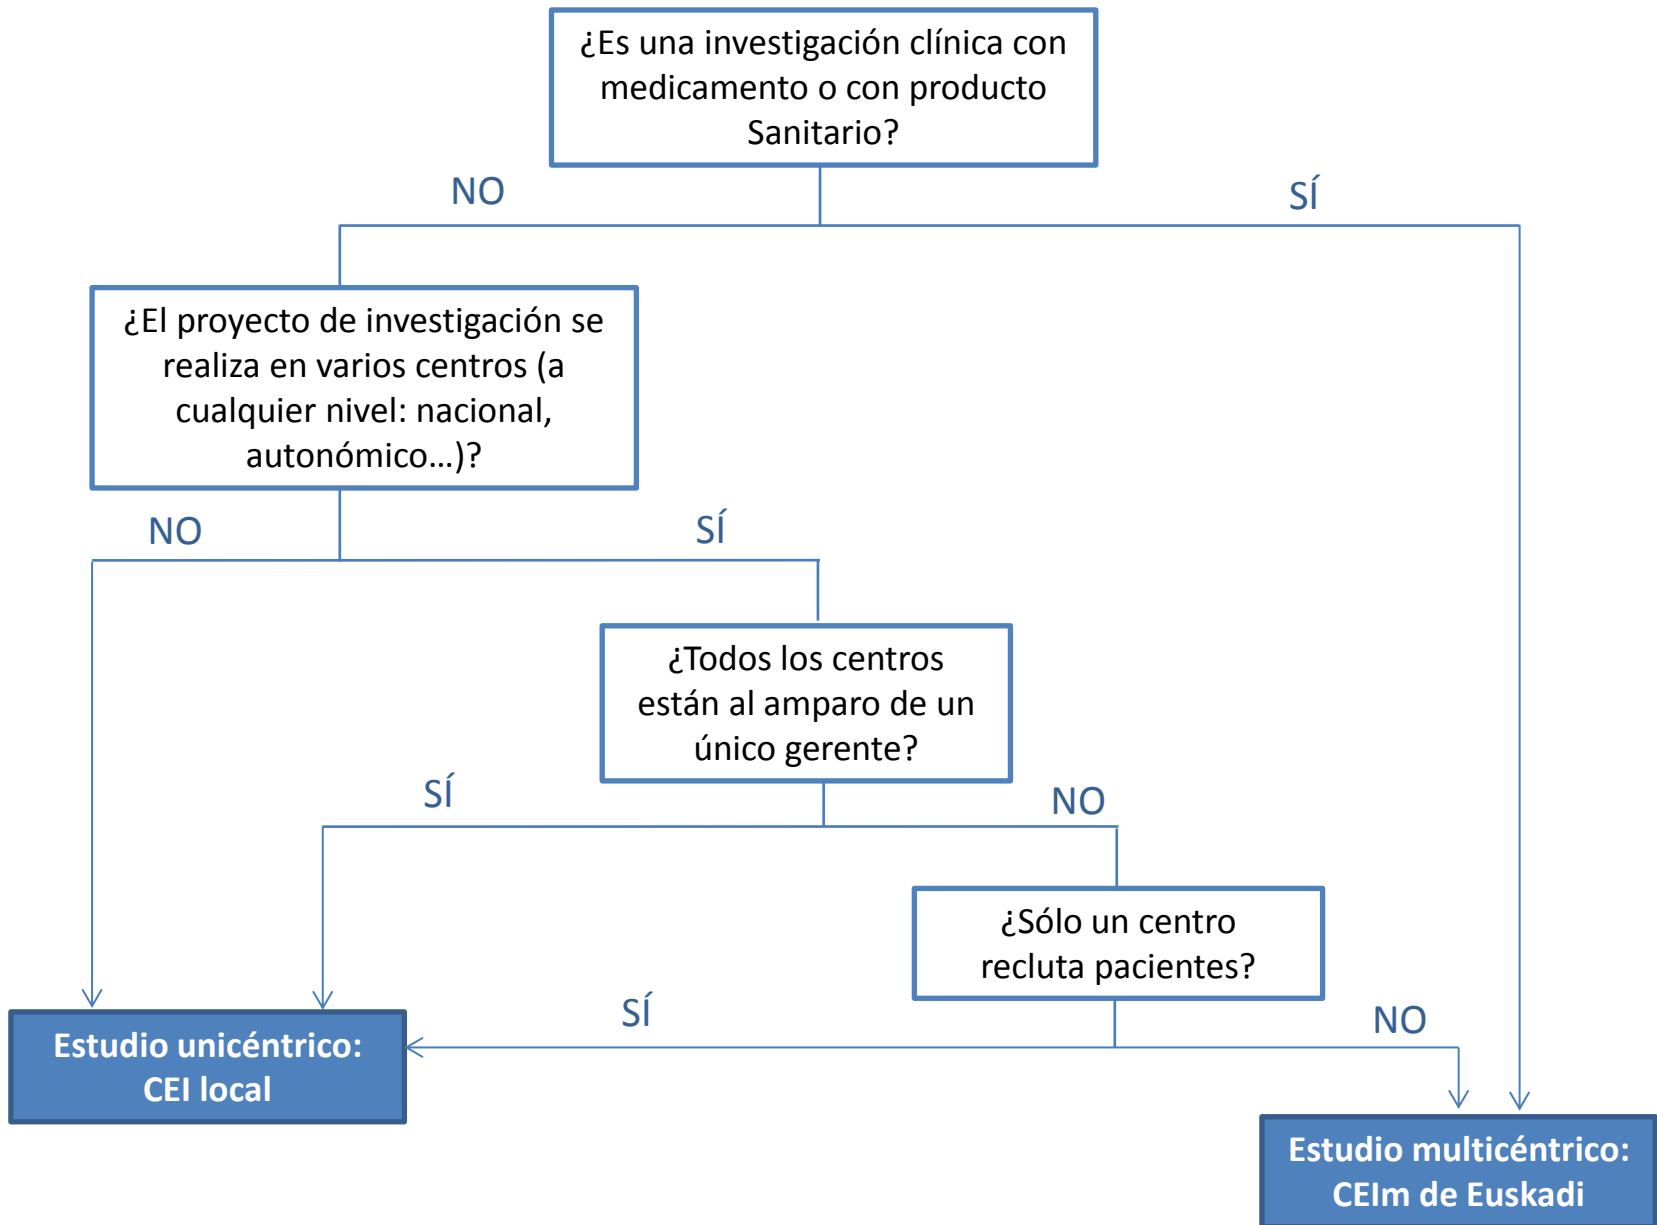 ¿Es una investigación clínica con
medicamento o con producto
Sanitario?
NO
SÍ
¿El proyecto de investigación se
realiza en varios centros (a
cualquier nivel: nacional,
autonómico…)?
NO
SÍ
¿Todos los centros
están al amparo de un
único gerente?
SÍ
NO
¿Sólo un centro
recluta pacientes?
SÍ
NO
Estudio unicéntrico:
CEI local
Estudio multicéntrico:
CEIm de Euskadi